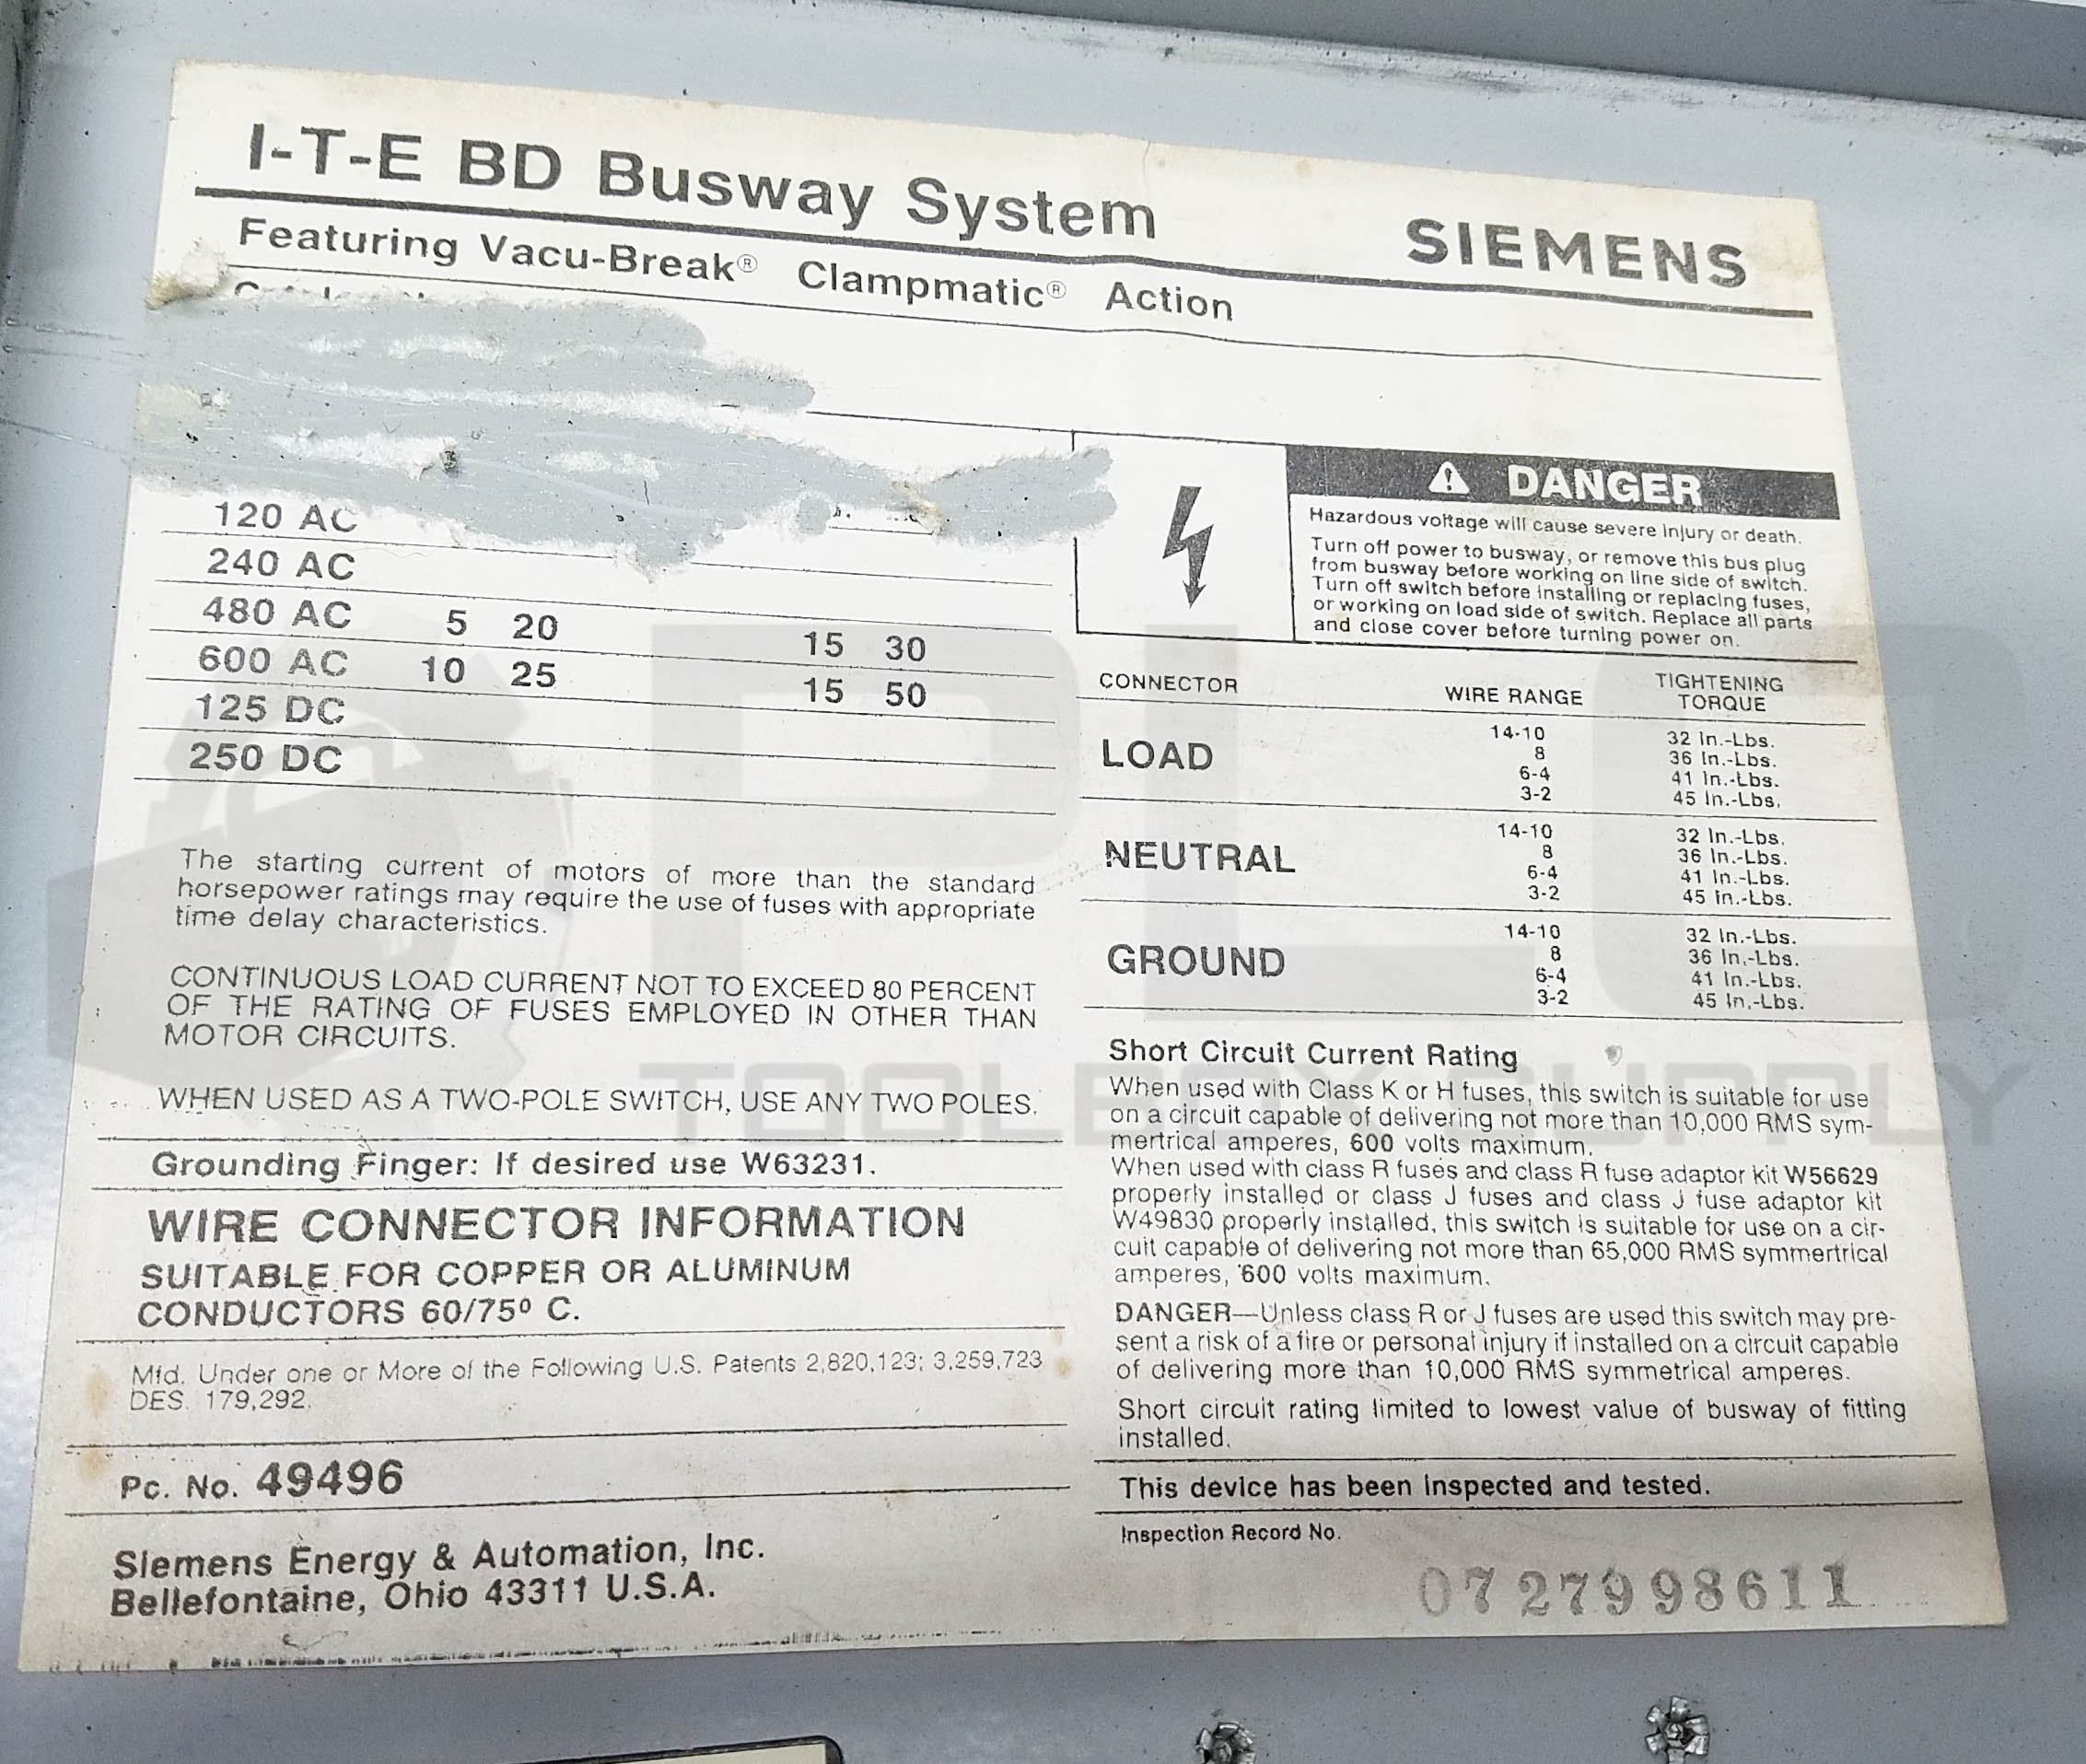 I-T-E BD Busway System
SIEMENS
Featuring Vacu-Break® Clampmatic® Action
120 AC
240 AC
480 AC 5 20 15 30
600 AC 10 25 15 50
125 DC
250 DC
The starting current of motors of more than the standard
horsepower ratings may require the use of fuses with appropriate
time delay characteristics.
CONTINUOUS LOAD CURRENT NOT TO EXCEED 80 PERCENT
OF THE RATING OF FUSES EMPLOYED IN OTHER THAN
MOTOR CIRCUITS.
WHEN USED AS A TWO-POLE SWITCH, USE ANY TWO POLES.
Grounding Finger: If desired use W63231.
WIRE CONNECTOR INFORMATION
SUITABLE FOR COPPER OR ALUMINUM
CONDUCTORS 60/75º C.
Mfd. Under one or More of the Following U.S. Patents 2,820,123; 3,259,723
DES. 179,292.
Pc. No. 49496
Siemens Energy & Automation, Inc.
Bellefontaine, Ohio 43311 U.S.A.
DANGER
Hazardous voltage will cause severe injury or death.
Turn off power to busway, or remove this bus plug
from busway before working on line side of switch.
Turn off switch before installing or replacing fuses,
or working on load side of switch. Replace all parts
and close cover before turning power on.
CONNECTOR WIRE RANGE TIGHTENING TORQUE
LOAD
14-10 32 In.-Lbs.
8 36 In.-Lbs.
6-4 41 In.-Lbs.
3-2 45 In.-Lbs.
NEUTRAL
14-10 32 In.-Lbs.
8 36 In.-Lbs.
6-4 41 In.-Lbs.
3-2 45 In.-Lbs.
GROUND
14-10 32 In.-Lbs.
8 36 In.-Lbs.
6-4 41 In.-Lbs.
3-2 45 In.-Lbs.
Short Circuit Current Rating
When used with Class K or H fuses, this switch is suitable for use
on a circuit capable of delivering not more than 10,000 RMS sym-
mertrical amperes, 600 volts maximum.
When used with class R fuses and class R fuse adaptor kit W56629
properly installed or class J fuses and class J fuse adaptor kit
W49830 properly installed, this switch is suitable for use on a cir-
cuit capable of delivering not more than 65,000 RMS symmertrical
amperes, 600 volts maximum.
DANGER—Unless class R or J fuses are used this switch may pre-
sent a risk of a fire or personal injury if installed on a circuit capable
of delivering more than 10,000 RMS symmetrical amperes.
Short circuit rating limited to lowest value of busway of fitting
installed.
This device has been inspected and tested.
Inspection Record No.
0727998611
PLC
TOOLBOX SUPPLY